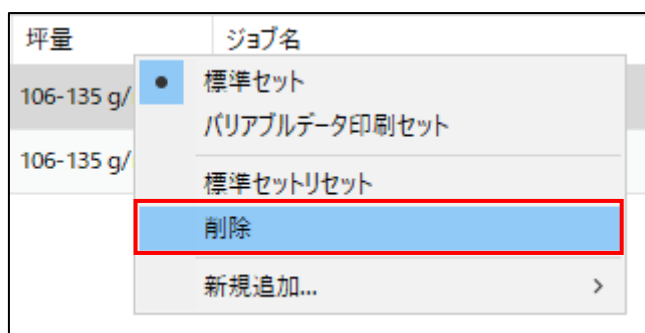 坪量 ジョブ名
106-135 g/
106-135 g/
標準セット
バリアブルデータ印刷セット
標準セットリセット
削除
新規追加...